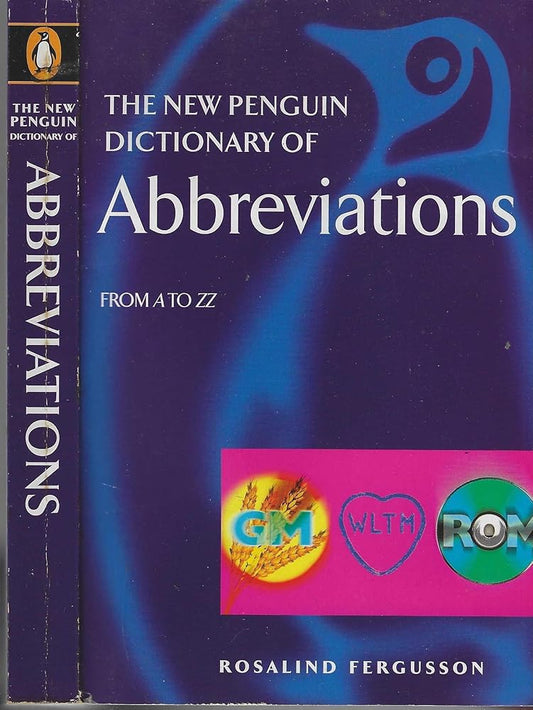 THE NEW
PENGUIN
DICTIONARY OF
ABBREVIATIONS
THE NEW PENGUIN
DICTIONARY OF
Abbreviations
FROM A TO ZZ
GM
WLTM
ROM
ROSALIND FERGUSSON